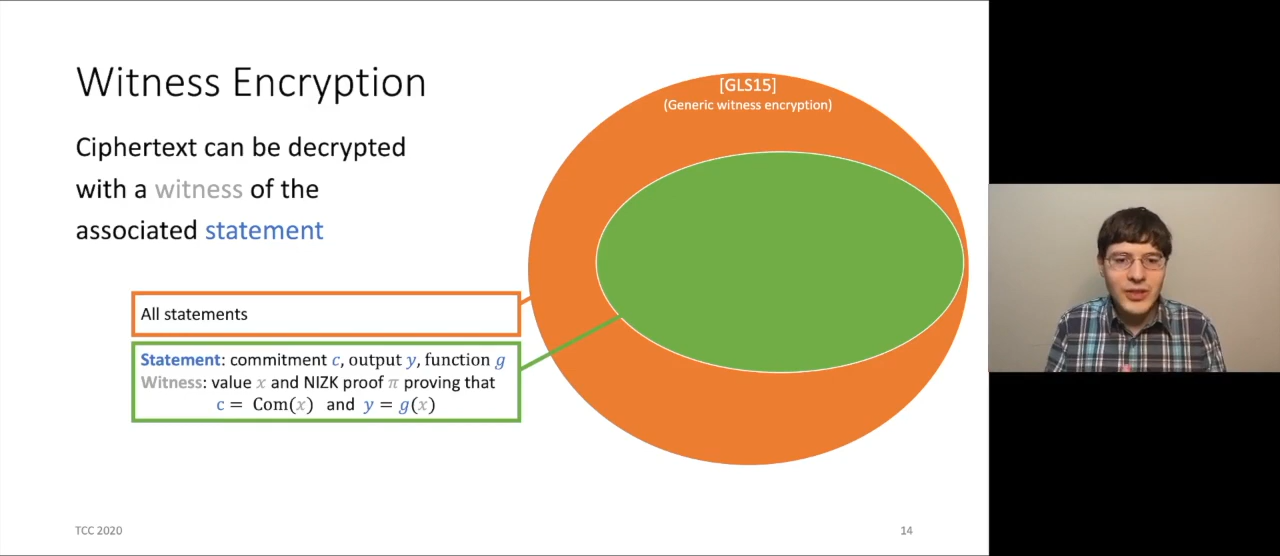 Witness Encryption
Ciphertext can be decrypted
with a witness of the
associated statement
[GLS15]
(Generic witness encryption)
All statements
Statement: commitment c, output y, function g
Witness: value x and NIZK proof π proving that
c = Com(x) and y = g(x)
TCC 2020
14